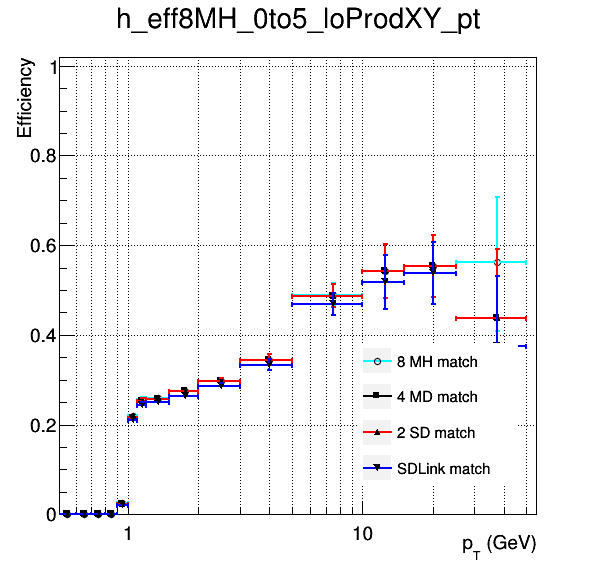 h_eff8MH_0to5_loProdXY_pt
Efficiency
1
0.8
0.6
0.4
0.2
0
8 MH match
4 MD match
2 SD match
SDLink match
1
10
p_T (GeV)